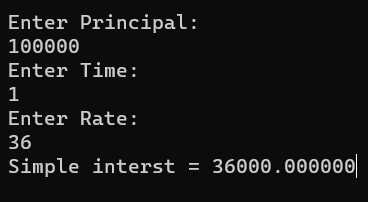 Enter Principal:
100000
Enter Time:
1
Enter Rate:
36
Simple interst = 36000.000000